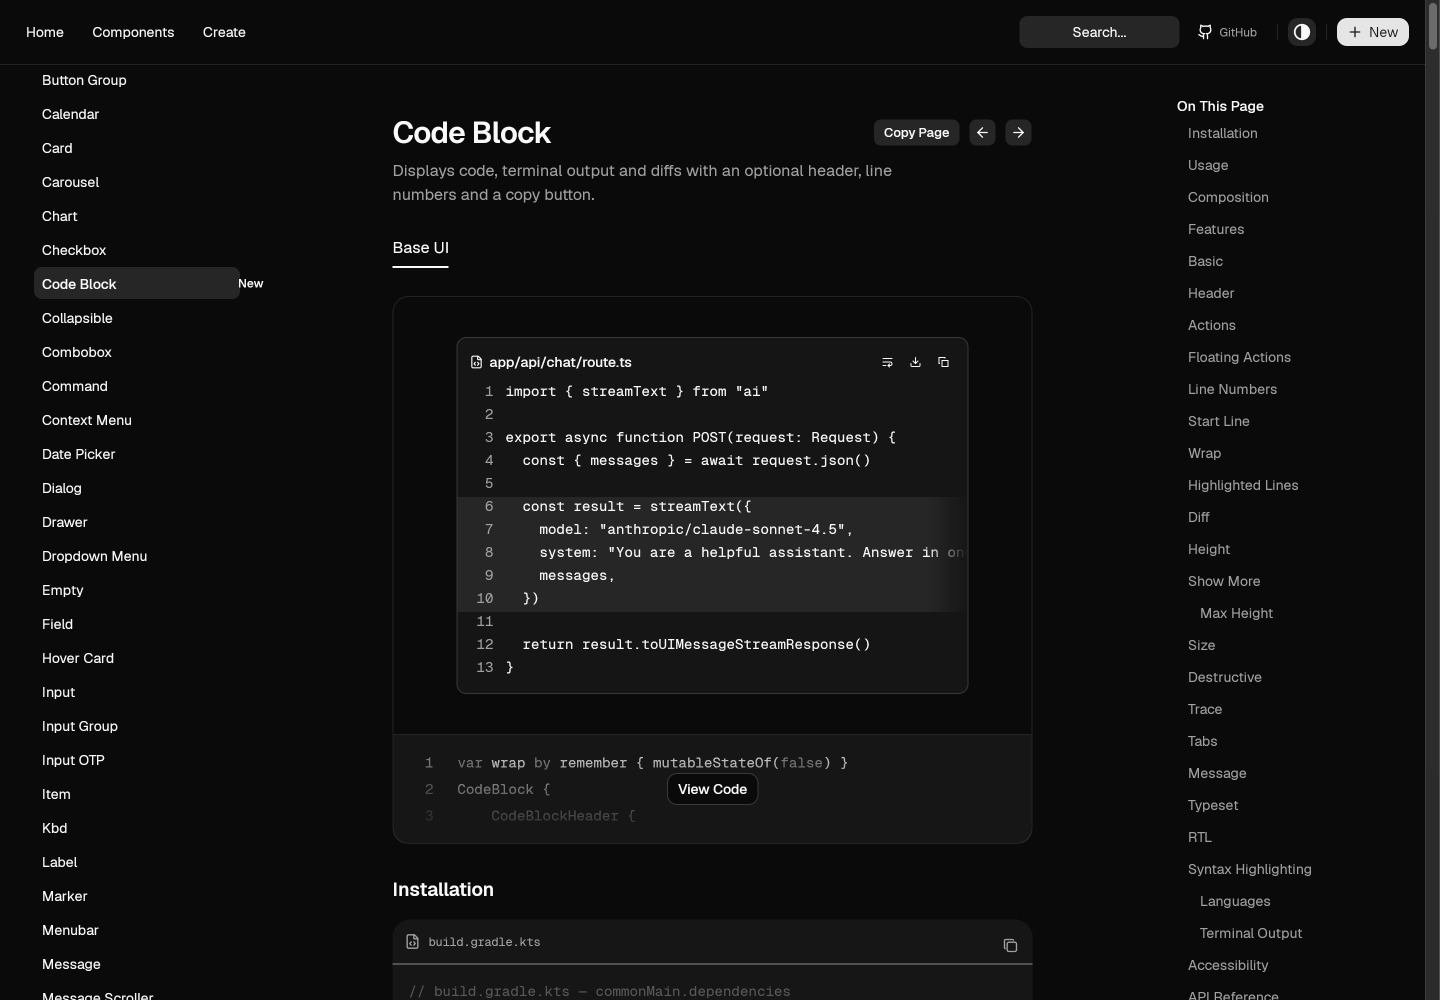 Home
Components
Create
Search...
GitHub
New
Button Group
Calendar
Card
Carousel
Chart
Checkbox
Code Block New
Collapsible
Combobox
Command
Context Menu
Date Picker
Dialog
Drawer
Dropdown Menu
Empty
Field
Hover Card
Input
Input Group
Input OTP
Item
Kbd
Label
Marker
Menubar
Message
Message Scroller
Code Block
Copy Page
Displays code, terminal output and diffs with an optional header, line
numbers and a copy button.
Base UI
app/api/chat/route.ts
1 import { streamText } from "ai"
2
3 export async function POST(request: Request) {
4 const { messages } = await request.json()
5
6 const result = streamText({
7 model: "anthropic/claude-sonnet-4.5",
8 system: "You are a helpful assistant. Answer in on
9 messages,
10 })
11
12 return result.toUIMessageStreamResponse()
13 }
1 var wrap by remember { mutableStateOf(false) }
2 CodeBlock {
View Code
3 CodeBlockHeader {
Installation
build.gradle.kts
// build.gradle.kts — commonMain.dependencies
On This Page
Installation
Usage
Composition
Features
Basic
Header
Actions
Floating Actions
Line Numbers
Start Line
Wrap
Highlighted Lines
Diff
Height
Show More
Max Height
Size
Destructive
Trace
Tabs
Message
Typeset
RTL
Syntax Highlighting
Languages
Terminal Output
Accessibility
API Reference